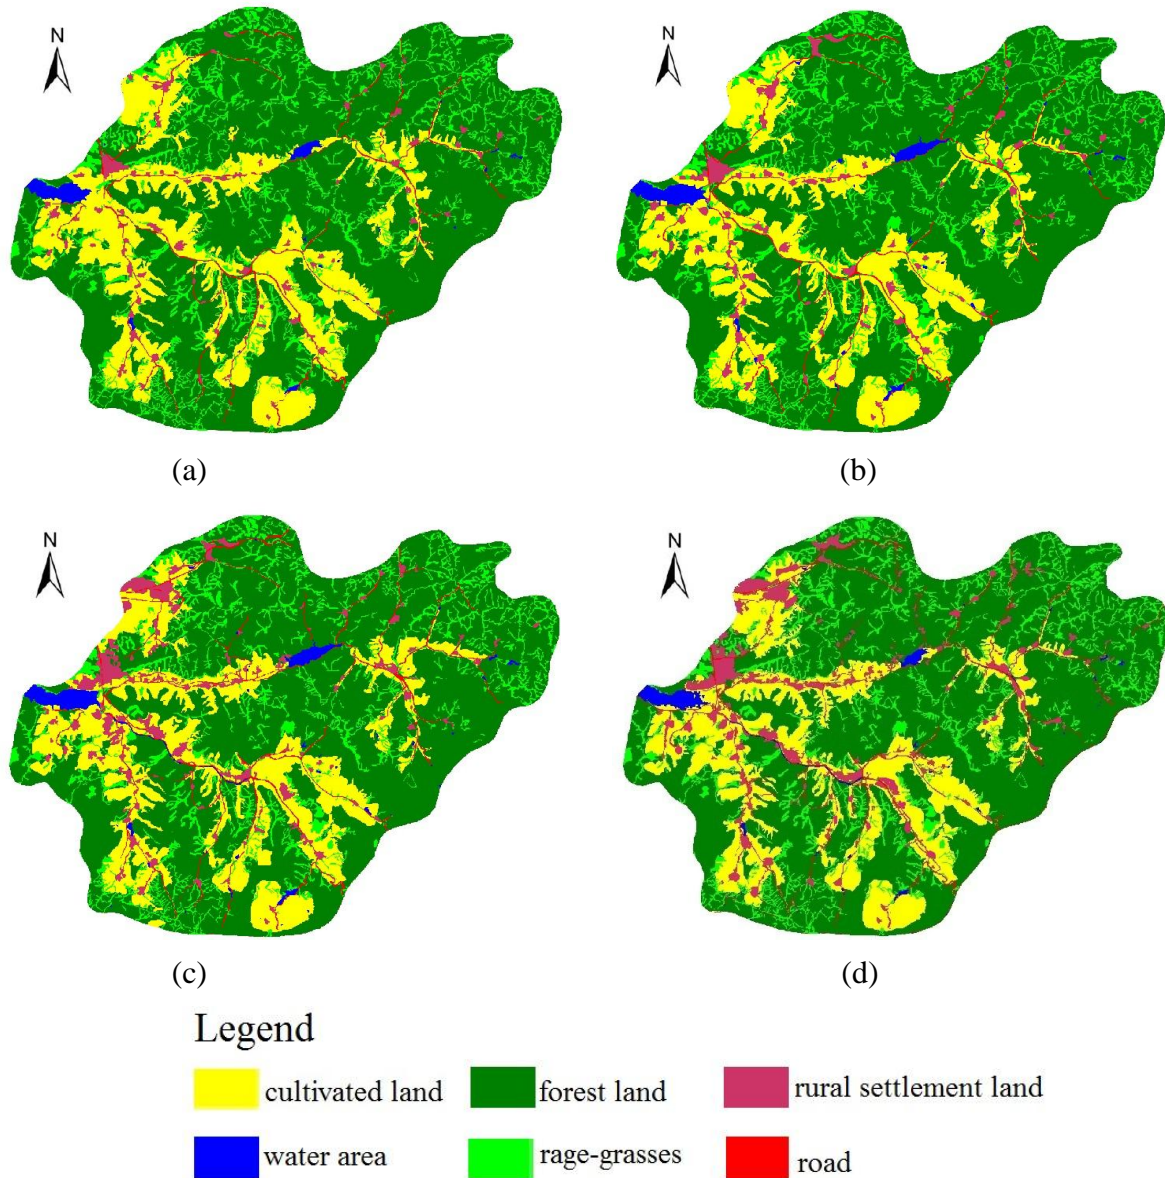 N
N
(a)
(b)
N
N
(c)
(d)
Legend
cultivated land
forest land
rural settlement land
water area
rage-grasses
road